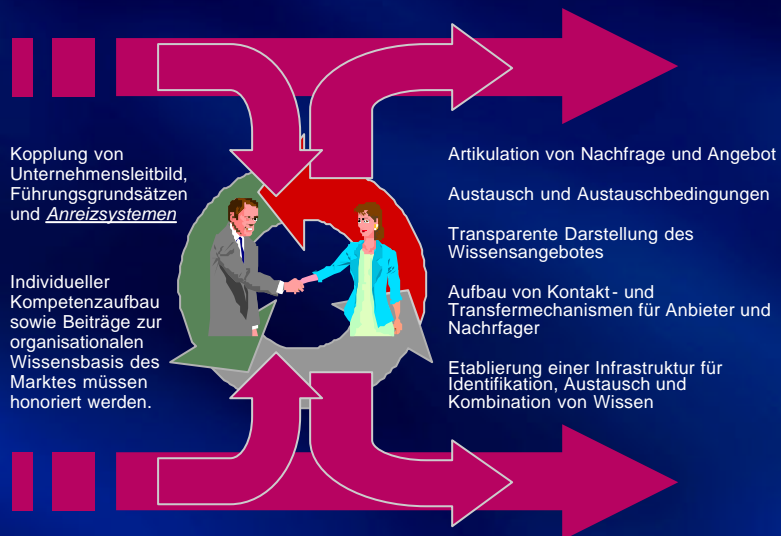 Kopplung von
Unternehmensleitbild,
Führungsgrundsätzen
und Anreizsystemen
Individueller
Kompetenzaufbau
sowie Beiträge zur
organisationalen
Wissensbasis des
Marktes müssen
honoriert werden.
Artikulation von Nachfrage und Angebot
Austausch und Austauschbedingungen
Transparente Darstellung des
Wissensangebotes
Aufbau von Kontakt- und
Transfermechanismen für Anbieter und
Nachrfager
Etablierung einer Infrastruktur für
Identifikation, Austausch und
Kombination von Wissen